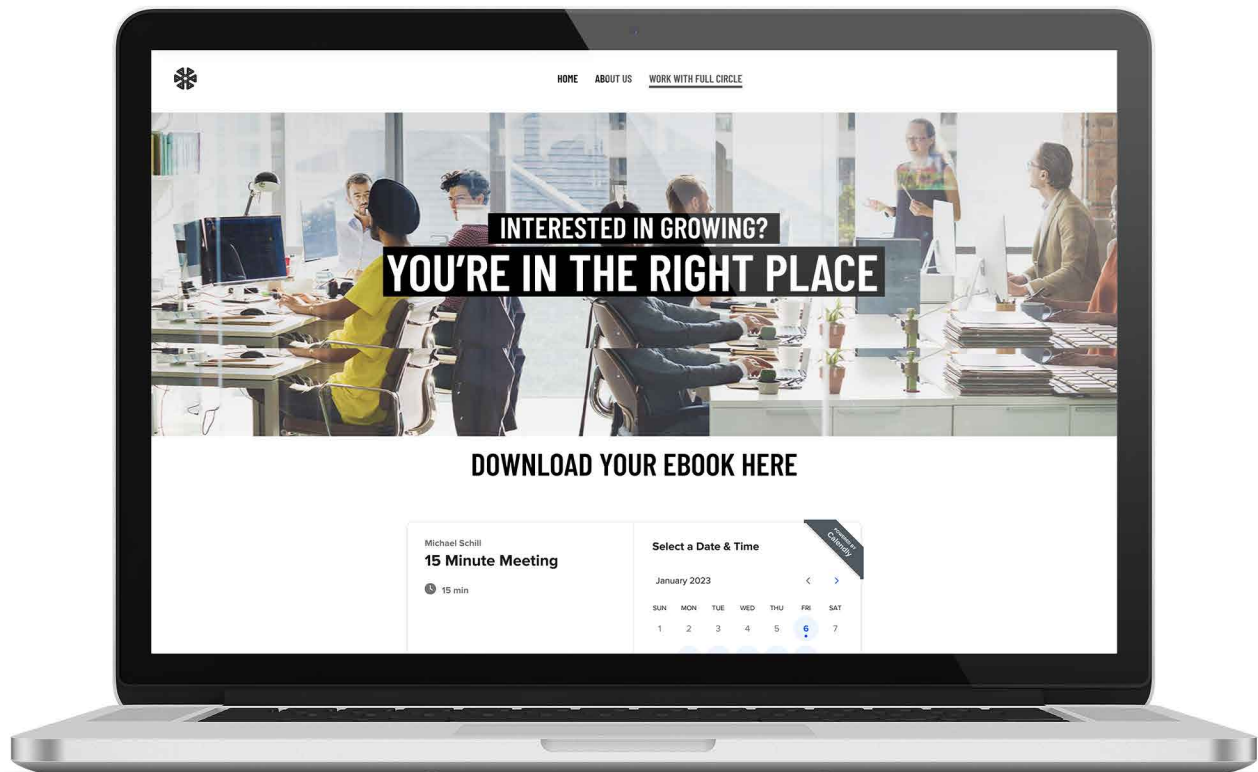 HOME ABOUT US WORK WITH FULL CIRCLE
INTERESTED IN GROWING?
YOU'RE IN THE RIGHT PLACE
DOWNLOAD YOUR EBOOK HERE
Michael Schill
15 Minute Meeting
15 min
POWERED BY
Calendly
Select a Date & Time
January 2023
SUN MON TUE WED THU FRI SAT
1 2 3 4 5 6 7